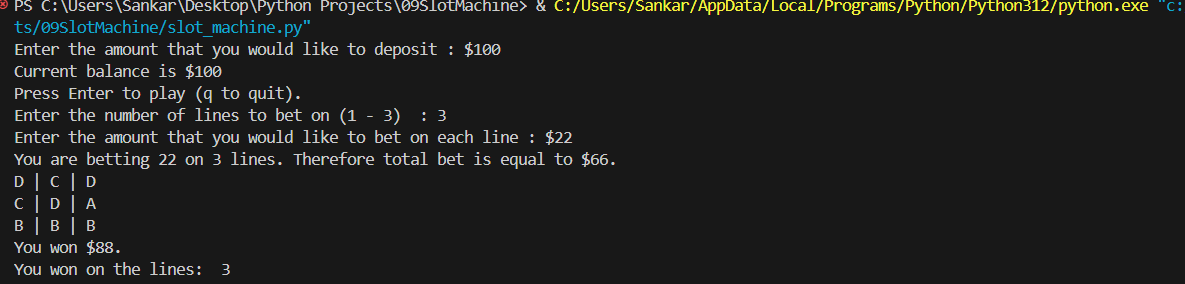 PS C:\Users\Sankar\Desktop\Python Projects\09SlotMachine> & C:/Users/Sankar/AppData/Local/Programs/Python/Python312/python.exe "c:
ts/09SlotMachine/slot_machine.py"
Enter the amount that you would like to deposit : $100
Current balance is $100
Press Enter to play (q to quit).
Enter the number of lines to bet on (1 - 3)  : 3
Enter the amount that you would like to bet on each line : $22
You are betting 22 on 3 lines. Therefore total bet is equal to $66.
D | C | D
C | D | A
B | B | B
You won $88.
You won on the lines:  3